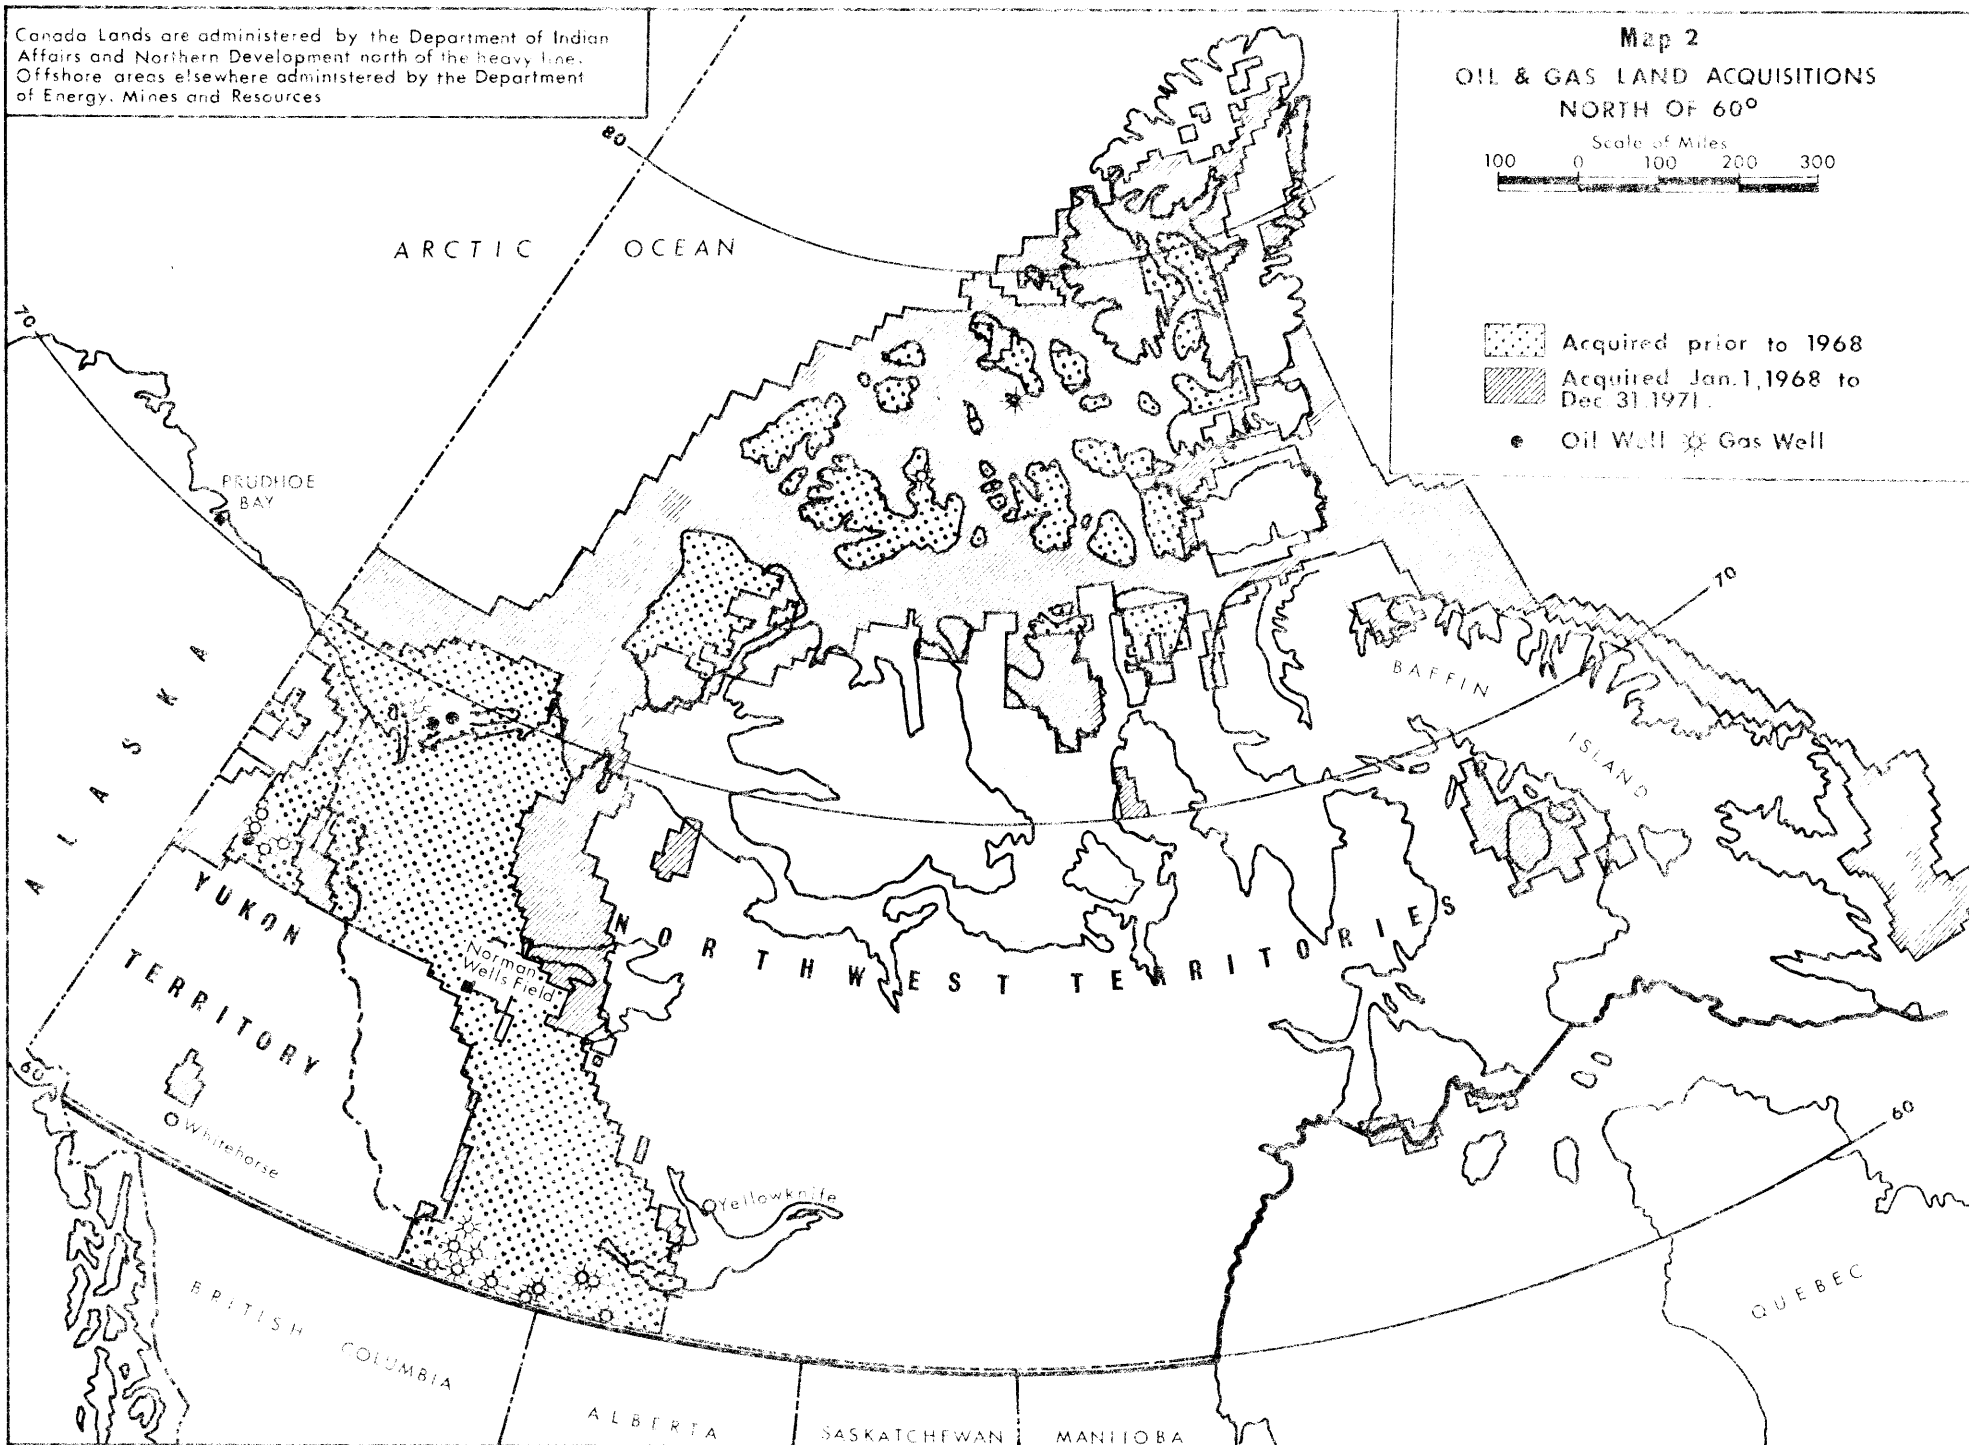 Canada Lands are administered by the Department of Indian
Affairs and Northern Development north of the heavy line.
Offshore areas elsewhere administered by the Department
of Energy, Mines and Resources
Map 2
OIL & GAS LAND ACQUISITIONS
NORTH OF 60°
Scale of Miles
100 0 100 200 300
Acquired prior to 1968
Acquired Jan.1,1968 to
Dec 31.1971.
Oil Well Gas Well
80
ARCTIC OCEAN
70
PRUDHOE
BAY
ALASKA
70
BAFFIN
ISLAND
YUKON
TERRITORY
Norman
Wells Field
NORTHWEST TERRITORIES
60
Whitehorse
Yellowknife
60
BRITISH COLUMBIA
ALBERTA
SASKATCHEWAN
MANITOBA
QUEBEC